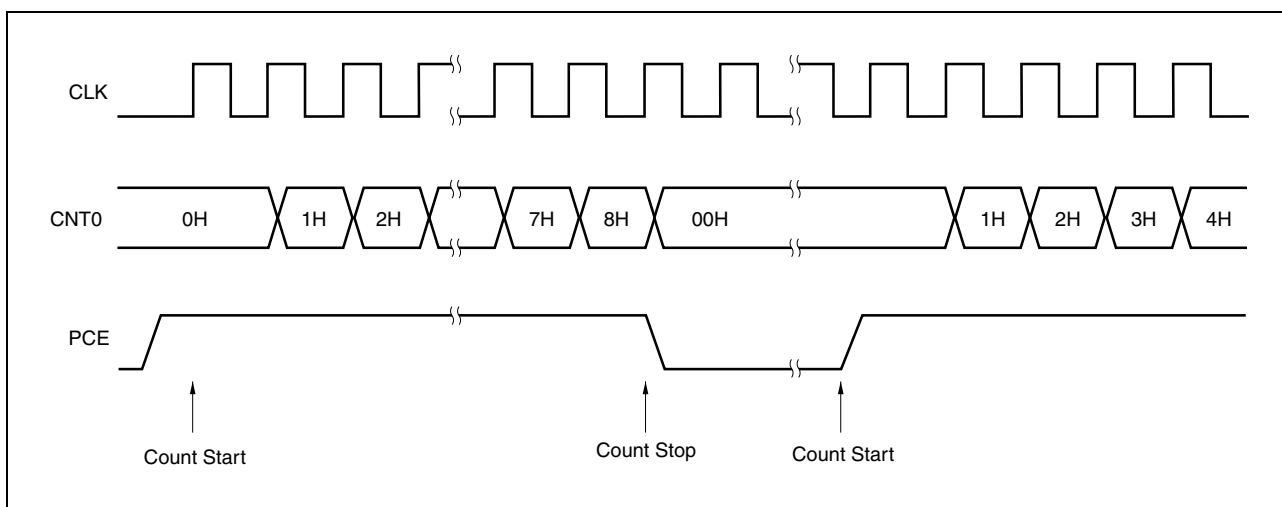 CLK
CNT0 0H 1H 2H 7H 8H 00H 1H 2H 3H 4H
PCE
Count Start Count Stop Count Start